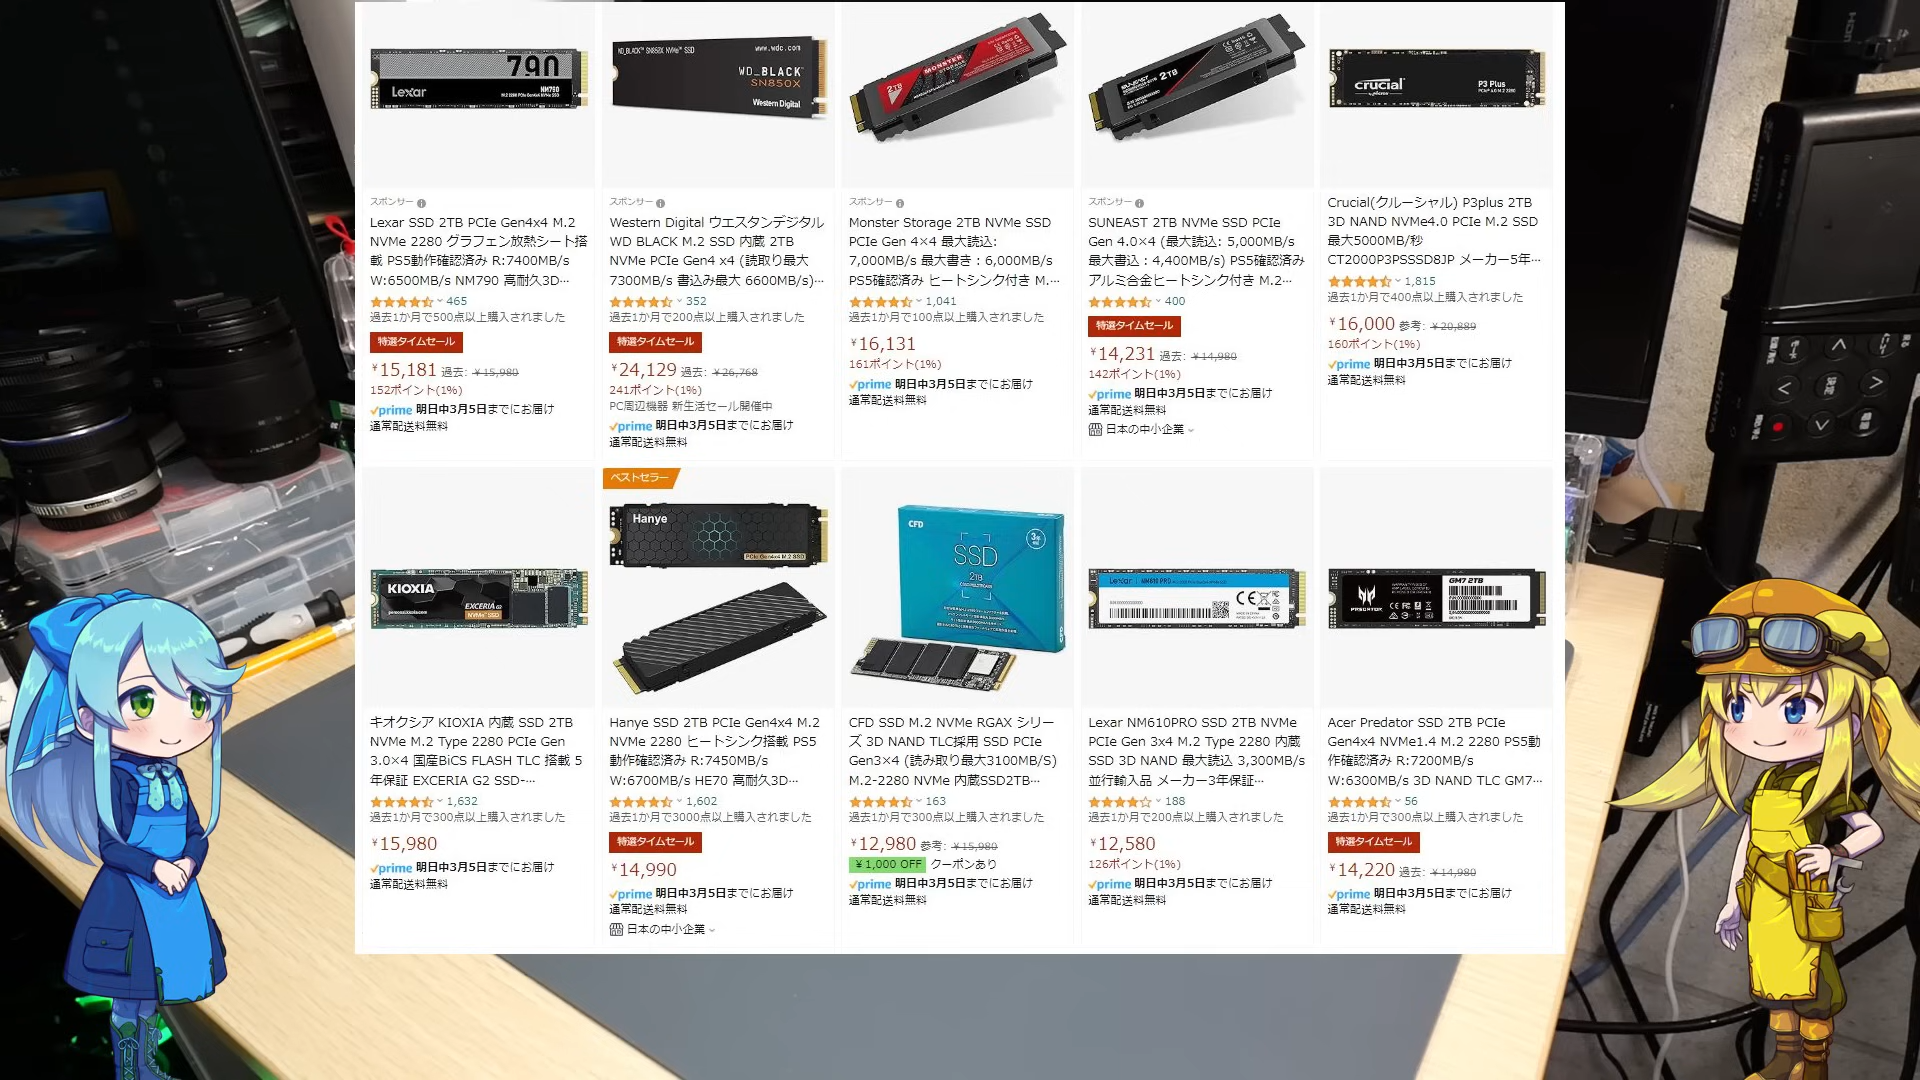 790
Lexar
NM790
M.2 2280 PCIe Gen4x4 NVMe SSD
スポンサー
Lexar SSD 2TB PCIe Gen4x4 M.2
NVMe 2280 グラフェン放熱シート搭
載 PS5動作確認済み R:7400MB/s
W:6500MB/s NM790 高耐久3D…
465
過去1か月で500点以上購入されました
特選タイムセール
¥15,181 過去: ¥15,980
152ポイント(1%)
prime 明日中3月5日までにお届け
通常配送料無料
WD_BLACK™ SN850X NVMe™ SSD
www.wdc.com
WD_BLACK™
SN850X
Western Digital
スポンサー
Western Digital ウエスタンデジタル
WD BLACK M.2 SSD 内蔵 2TB
NVMe PCIe Gen4 x4 (読取り最大
7300MB/s 書込み最大 6600MB/s)…
352
過去1か月で200点以上購入されました
特選タイムセール
¥24,129 過去: ¥26,768
241ポイント(1%)
PC周辺機器 新生活セール開催中
prime 明日中3月5日までにお届け
通常配送料無料
MONSTER
2TB
スポンサー
Monster Storage 2TB NVMe SSD
PCIe Gen 4×4 最大読込:
7,000MB/s 最大書き：6,000MB/s
PS5確認済み ヒートシンク付き M.…
1,041
過去1か月で100点以上購入されました
¥16,131
161ポイント(1%)
prime 明日中3月5日までにお届け
通常配送料無料
SUNEAST
2TB
スポンサー
SUNEAST 2TB NVMe SSD PCIe
Gen 4.0×4 (最大読込: 5,000MB/s
最大書込：4,400MB/s) PS5確認済み
アルミ合金ヒートシンク付き M.2…
400
特選タイムセール
¥14,231 過去: ¥14,980
142ポイント(1%)
prime 明日中3月5日までにお届け
通常配送料無料
日本の中小企業
crucial
P3 Plus
PCIe 4.0 M.2 2280
Crucial(クルーシャル) P3plus 2TB
3D NAND NVMe4.0 PCIe M.2 SSD
最大5000MB/秒
CT2000P3PSSSD8JP メーカー5年…
1,815
過去1か月で400点以上購入されました
¥16,000 参考: ¥20,889
160ポイント(1%)
prime 明日中3月5日までにお届け
通常配送料無料
KIOXIA
EXCERIA G2
NVMe™ SSD
キオクシア KIOXIA 内蔵 SSD 2TB
NVMe M.2 Type 2280 PCIe Gen
3.0×4 国産BiCS FLASH TLC 搭載 5
年保証 EXCERIA G2 SSD-…
1,632
過去1か月で300点以上購入されました
¥15,980
prime 明日中3月5日までにお届け
通常配送料無料
ベストセラー
Hanye
PCIe Gen4x4 M.2 SSD
Hanye SSD 2TB PCIe Gen4x4 M.2
NVMe 2280 ヒートシンク搭載 PS5
動作確認済み R:7450MB/s
W:6700MB/s HE70 高耐久3D…
1,602
過去1か月で3000点以上購入されました
特選タイムセール
¥14,990
prime 明日中3月5日までにお届け
通常配送料無料
日本の中小企業
CFD
3年
SSD
2TB
CFD
CFD SSD M.2 NVMe RGAX シリー
ズ 3D NAND TLC採用 SSD PCIe
Gen3×4 (読み取り最大3100MB/S)
M.2-2280 NVMe 内蔵SSD2TB…
163
過去1か月で300点以上購入されました
¥12,980 参考: ¥15,980
¥1,000 OFF クーポンあり
prime 明日中3月5日までにお届け
通常配送料無料
Lexar
NM610 PRO
Lexar NM610PRO SSD 2TB NVMe
PCIe Gen 3x4 M.2 Type 2280 内蔵
SSD 3D NAND 最大読込 3,300MB/s
並行輸入品 メーカー3年保証…
188
過去1か月で200点以上購入されました
¥12,580
126ポイント(1%)
prime 明日中3月5日までにお届け
通常配送料無料
PREDATOR
GM7 2TB
Acer Predator SSD 2TB PCIe
Gen4x4 NVMe1.4 M.2 2280 PS5動
作確認済み R:7200MB/s
W:6300MB/s 3D NAND TLC GM7…
56
過去1か月で300点以上購入されました
特選タイムセール
¥14,220 過去: ¥14,980
prime 明日中3月5日までにお届け
通常配送料無料